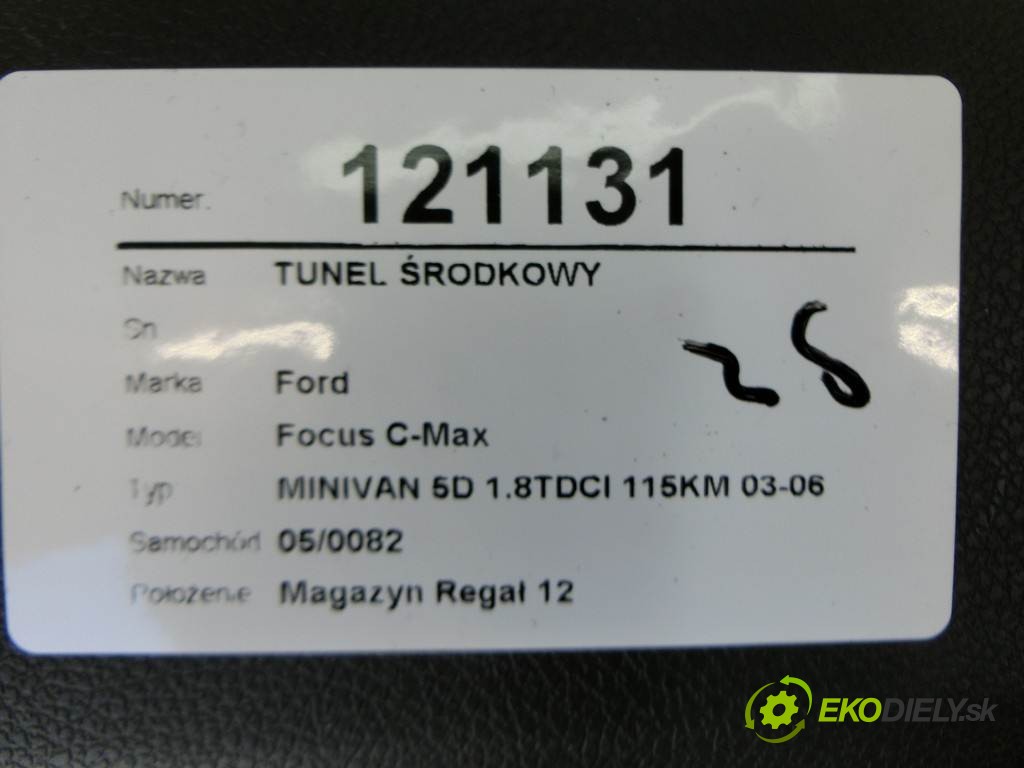 Numer. 121131
Nazwa TUNEL ŚRODKOWY
Sn
Marka Ford
Model Focus C-Max
Typ MINIVAN 5D 1.8TDCI 115KM 03-06
Samochód 05/0082
Położenie Magazyn Regał 12
EKODIELY.sk